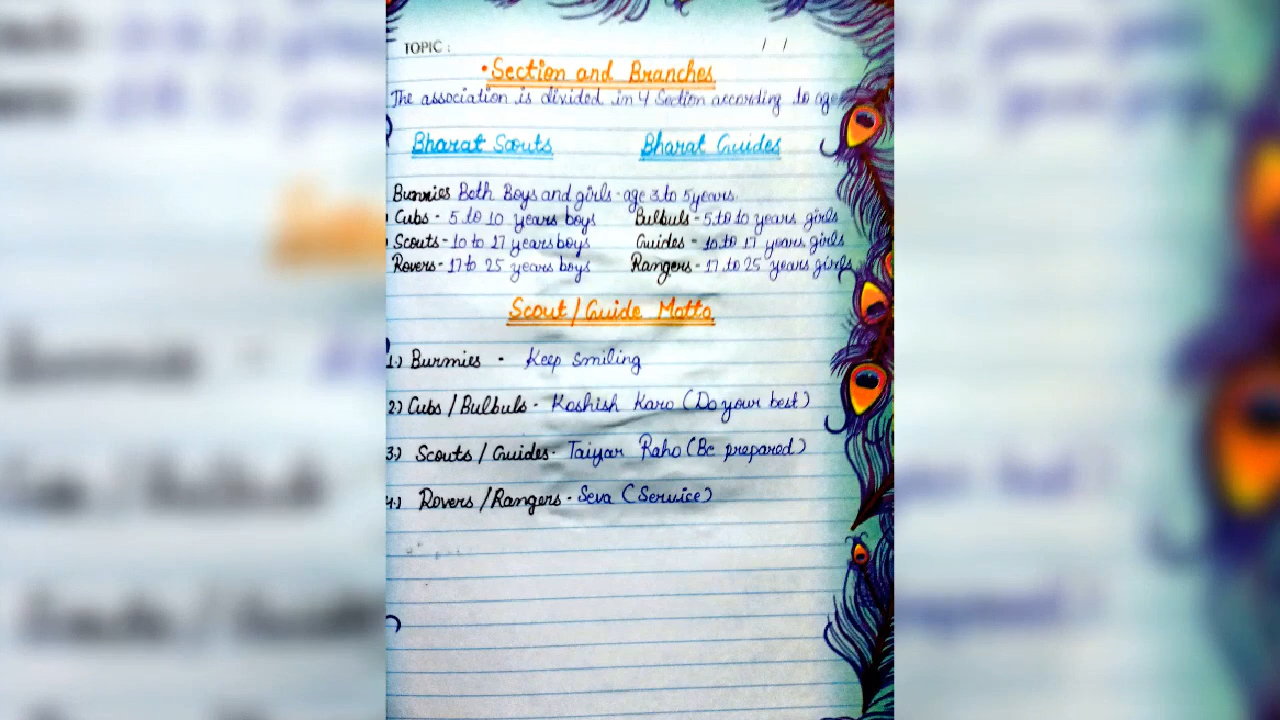 TOPIC : / /
• Section and Branches
The association is divided in 4 Section according to age
Bharat Scouts Bharat Guides
Bunnies Both Boys and girls - age 3 to 5 years.
Cubs - 5 to 10 years boys Bulbuls - 5 to 10 years girls
Scouts - 10 to 17 years boys Guides - 10 to 17 years girls
Rovers - 17 to 25 years boys Rangers - 17 to 25 years girls
Scout / Guide Motto
1.) Bunnies - Keep Smiling
2.) Cubs / Bulbuls - Koshish Karo (Do your best)
3.) Scouts / Guides - Taiyar Raho (Be prepared)
4.) Rovers / Rangers - Seva (Service)